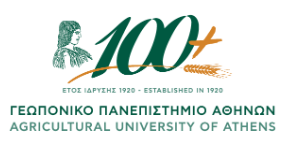 100+
ΕΤΟΣ ΙΔΡΥΣΗΣ 1920 - ESTABLISHED IN 1920
ΓΕΩΠΟΝΙΚΟ ΠΑΝΕΠΙΣΤΗΜΙΟ ΑΘΗΝΩΝ
AGRICULTURAL UNIVERSITY OF ATHENS